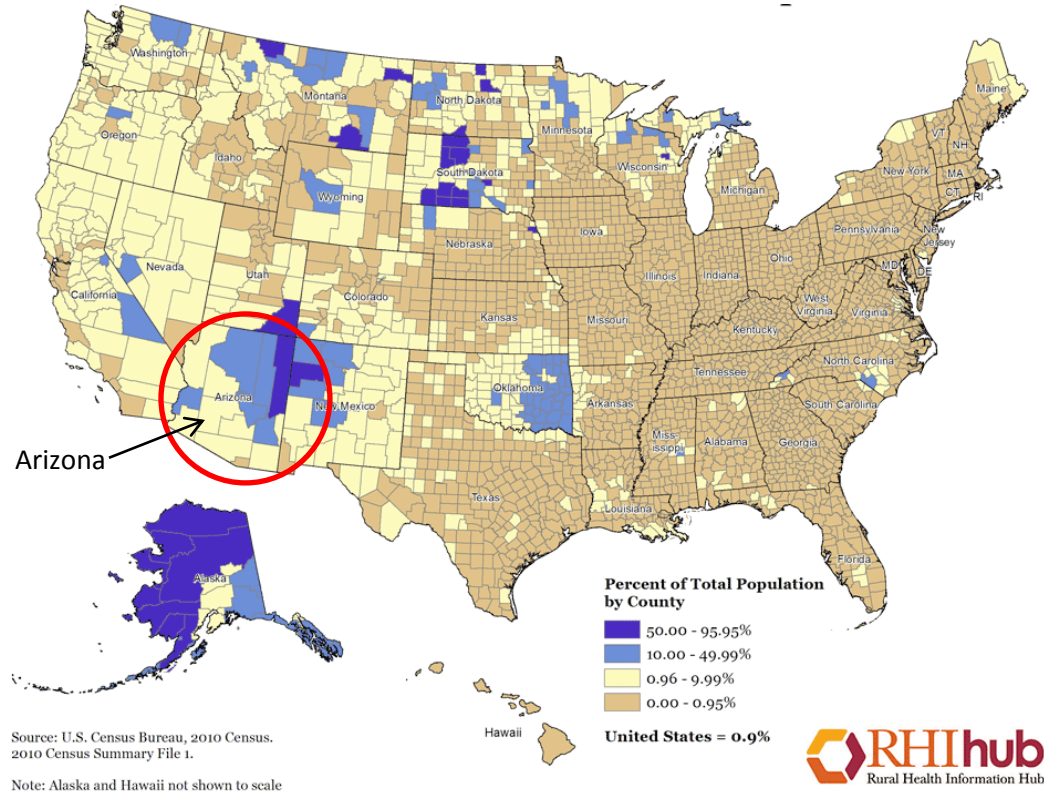 Washington
Montana
North Dakota
Minnesota
Maine
Oregon
Idaho
Wyoming
South Dakota
Wisconsin
Michigan
VT
NH
New York
MA
CT
RI
Nebraska
Iowa
Pennsylvania
New
Jersey
Nevada
Utah
Colorado
California
Illinois
Indiana
Ohio
MD
DE
West
Virginia
Virginia
Kansas
Missouri
Kentucky
Arizona
New Mexico
Oklahoma
Arkansas
Tennessee
North Carolina
South Carolina
Miss-
issippi
Alabama
Georgia
Arizona
Texas
Louisiana
Florida
Alaska
Hawaii
Percent of Total Population
by County
50.00 - 95.95%
10.00 - 49.99%
0.96 - 9.99%
0.00 - 0.95%
United States = 0.9%
Source: U.S. Census Bureau, 2010 Census.
2010 Census Summary File 1.
Note: Alaska and Hawaii not shown to scale
RHIhub
Rural Health Information Hub